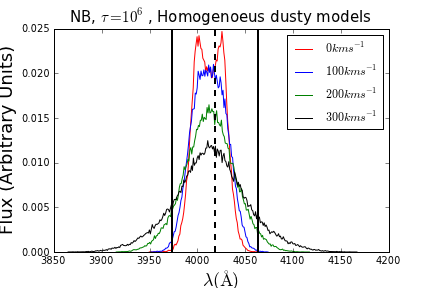 NB, τ=10⁶ , Homogenoeus dusty models
Flux (Arbitrary Units)
0.025
0.020
0.015
0.010
0.005
0.000
0kms⁻¹
100kms⁻¹
200kms⁻¹
300kms⁻¹
3850 3900 3950 4000 4050 4100 4150 4200
λ(Å)